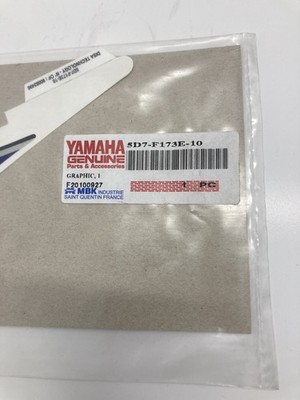 YAMAHA
GENUINE
Parts & Accessories
5D7-F173E-10
GRAPHIC, 1
F20100927
1 PC
MBK INDUSTRIE
SAINT QUENTIN FRANCE